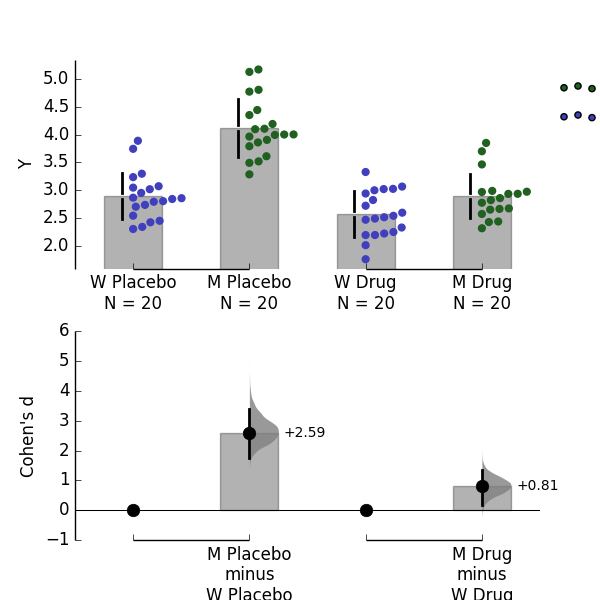 5.0
4.5
4.0
3.5
3.0
2.5
2.0
Y
W Placebo
N = 20
M Placebo
N = 20
W Drug
N = 20
M Drug
N = 20
6
5
4
3
2
1
0
−1
Cohen's d
+2.59
+0.81
M Placebo
minus
W Placebo
M Drug
minus
W Drug